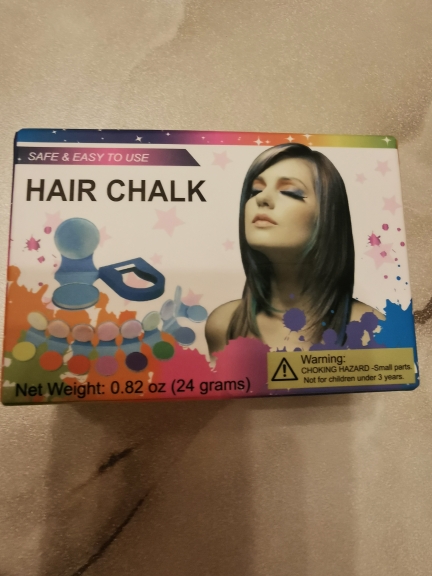 SAFE & EASY TO USE
HAIR CHALK
Warning:
CHOKING HAZARD -Small parts.
Not for children under 3 years.
Net Weight: 0.82 oz (24 grams)